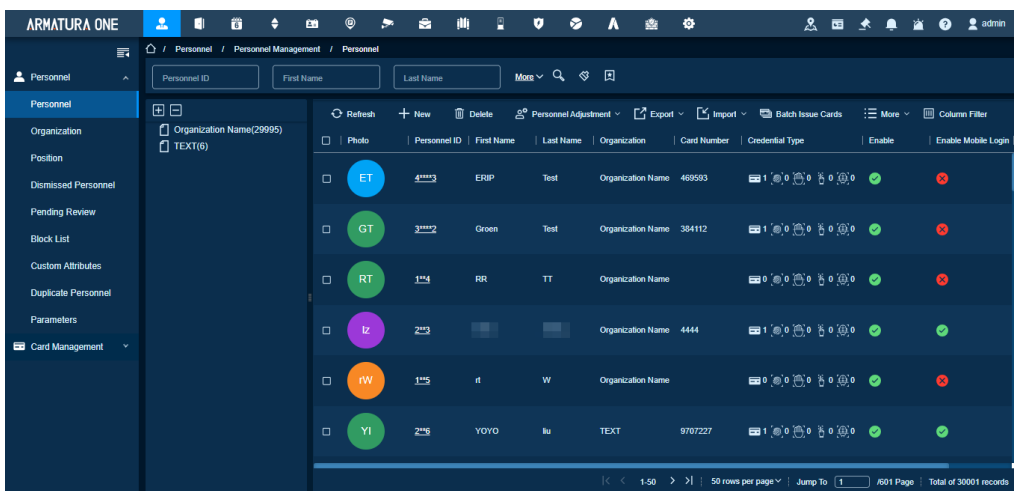 ARMATURA ONE
admin
/ Personnel / Personnel Management / Personnel
Personnel ID
First Name
Last Name
More
Personnel
Personnel
Organization
Position
Dismissed Personnel
Pending Review
Block List
Custom Attributes
Duplicate Personnel
Parameters
Card Management
Organization Name(29995)
TEXT(6)
Refresh New Delete Personnel Adjustment Export Import Batch Issue Cards More Column Filter
Photo Personnel ID First Name Last Name Organization Card Number Credential Type Enable Enable Mobile Login
ET 4****3 ERIP Test Organization Name 469593 1 0 0 0 0
GT 3****2 Groen Test Organization Name 384112 1 0 0 0 0
RT 1**4 RR TT Organization Name 0 0 0 0 0
Iz 2**3 Organization Name 4444 1 0 0 0 0
rW 1**5 rt W Organization Name 0 0 0 0 0
YI 2**6 YOYO liu TEXT 9707227 1 0 0 0 0
1-50 50 rows per page Jump To 1 /601 Page Total of 30001 records